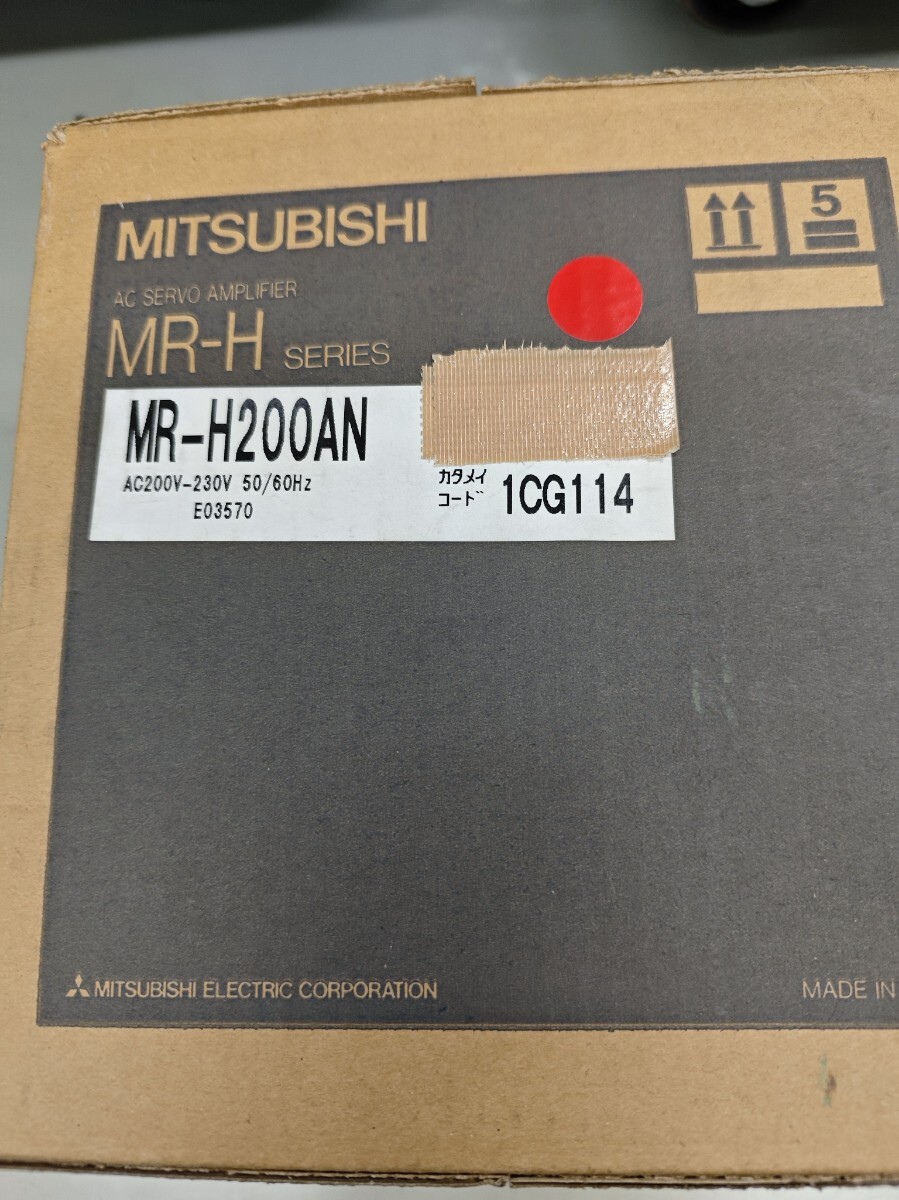 MITSUBISHI
5
AC SERVO AMPLIFIER
MR-H SERIES
MR-H200AN
AC200V-230V 50/60Hz
E03570
カタメイ
コード
1CG114
MITSUBISHI ELECTRIC CORPORATION
MADE IN